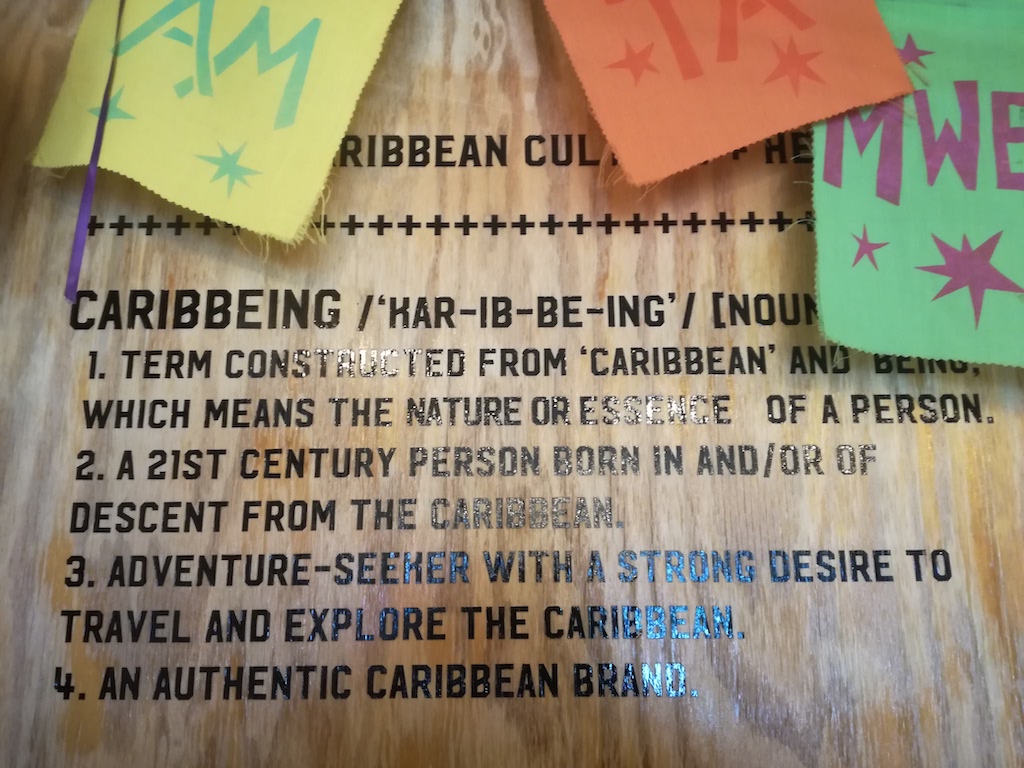 AM
TA
MWE
RIBBEAN CUL
+++++++++++++++++++++++++++++++
CARIBBEING /'KAR-IB-BE-ING'/ [NOUN
1. TERM CONSTRUCTED FROM 'CARIBBEAN' AND 'BEING,'
WHICH MEANS THE NATURE OR ESSENCE OF A PERSON.
2. A 21ST CENTURY PERSON BORN IN AND/OR OF
DESCENT FROM THE CARIBBEAN.
3. ADVENTURE-SEEKER WITH A STRONG DESIRE TO
TRAVEL AND EXPLORE THE CARIBBEAN.
4. AN AUTHENTIC CARIBBEAN BRAND.